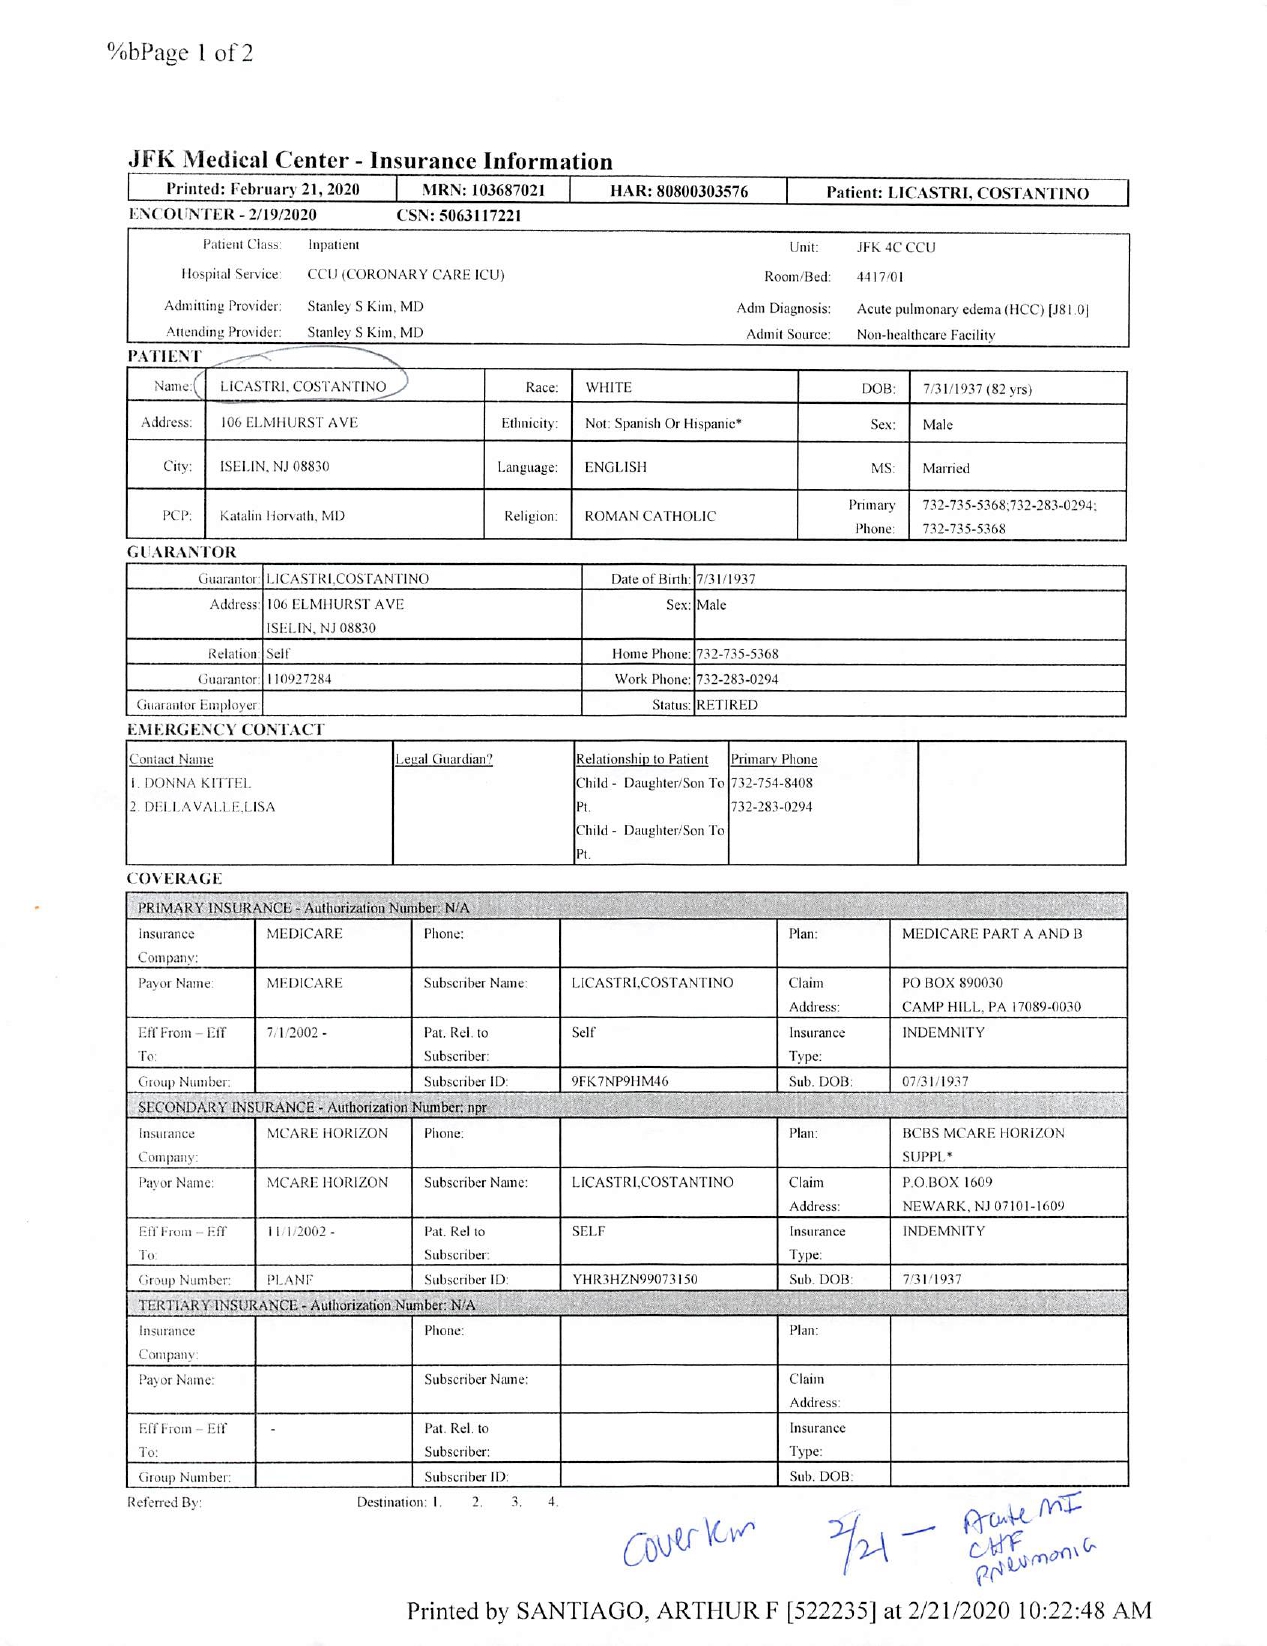 %bPage 1 of 2
JFK Medical Center - Insurance Information
Printed: February 21, 2020 MRN: 103687021 HAR: 80800303576 Patient: LICASTRI, COSTANTINO
ENCOUNTER - 2/19/2020 CSN: 5063117221
Patient Class: Inpatient Unit: JFK 4C CCU
Hospital Service: CCU (CORONARY CARE ICU) Room/Bed: 4417/01
Admitting Provider: Stanley S Kim, MD Adm Diagnosis: Acute pulmonary edema (HCC) [J81.0]
Attending Provider: Stanley S Kim, MD Admit Source: Non-healthcare Facility
PATIENT
Name: LICASTRI, COSTANTINO Race: WHITE DOB: 7/31/1937 (82 yrs)
Address: 106 ELMHURST AVE Ethnicity: Not: Spanish Or Hispanic* Sex: Male
City: ISELIN, NJ 08830 Language: ENGLISH MS: Married
PCP: Katalin Horvath, MD Religion: ROMAN CATHOLIC Primary Phone: 732-735-5368;732-283-0294;
732-735-5368
GUARANTOR
Guarantor: LICASTRI,COSTANTINO Date of Birth: 7/31/1937
Address: 106 ELMHURST AVE Sex: Male
ISELIN, NJ 08830
Relation: Self Home Phone: 732-735-5368
Guarantor: 110927284 Work Phone: 732-283-0294
Guarantor Employer: Status: RETIRED
EMERGENCY CONTACT
Contact Name Legal Guardian? Relationship to Patient Primary Phone
1. DONNA KITTEL Child - Daughter/Son To 732-754-8408
2. DELLAVALLE,LISA Pt. 732-283-0294
Child - Daughter/Son To
Pt.
COVERAGE
PRIMARY INSURANCE - Authorization Number: N/A
Insurance MEDICARE Phone: Plan: MEDICARE PART A AND B
Company:
Payor Name: MEDICARE Subscriber Name: LICASTRI,COSTANTINO Claim PO BOX 890030
Address: CAMP HILL, PA 17089-0030
Eff From – Eff 7/1/2002 - Pat. Rel. to Self Insurance INDEMNITY
To: Subscriber: Type:
Group Number: Subscriber ID: 9FK7NP9HM46 Sub. DOB: 07/31/1937
SECONDARY INSURANCE - Authorization Number: npr
Insurance MCARE HORIZON Phone: Plan: BCBS MCARE HORIZON
Company: SUPPL*
Payor Name: MCARE HORIZON Subscriber Name: LICASTRI,COSTANTINO Claim P.O.BOX 1609
Address: NEWARK, NJ 07101-1609
Eff From – Eff 11/1/2002 - Pat. Rel to SELF Insurance INDEMNITY
To: Subscriber: Type:
Group Number: PLANF Subscriber ID: YHR3HZN99073150 Sub. DOB: 7/31/1937
TERTIARY INSURANCE - Authorization Number: N/A
Insurance Phone: Plan:
Company:
Payor Name: Subscriber Name: Claim
Address:
Eff From – Eff - Pat. Rel. to Insurance
To: Subscriber: Type:
Group Number: Subscriber ID: Sub. DOB:
Referred By: Destination: 1. 2. 3. 4.
Cover 2/21 — Acute MI
CHF
Pneumonia
Printed by SANTIAGO, ARTHUR F [522235] at 2/21/2020 10:22:48 AM